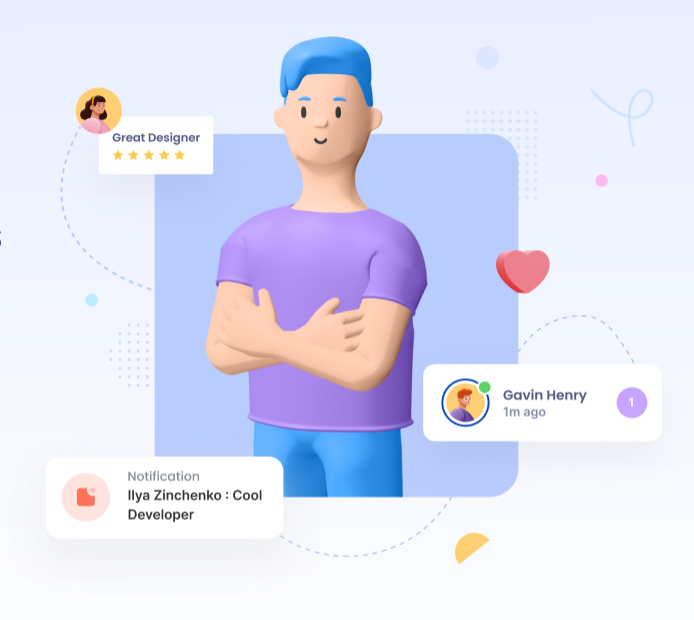 Great Designer
Gavin Henry
1m ago
1
Notification
Ilya Zinchenko : Cool
Developer